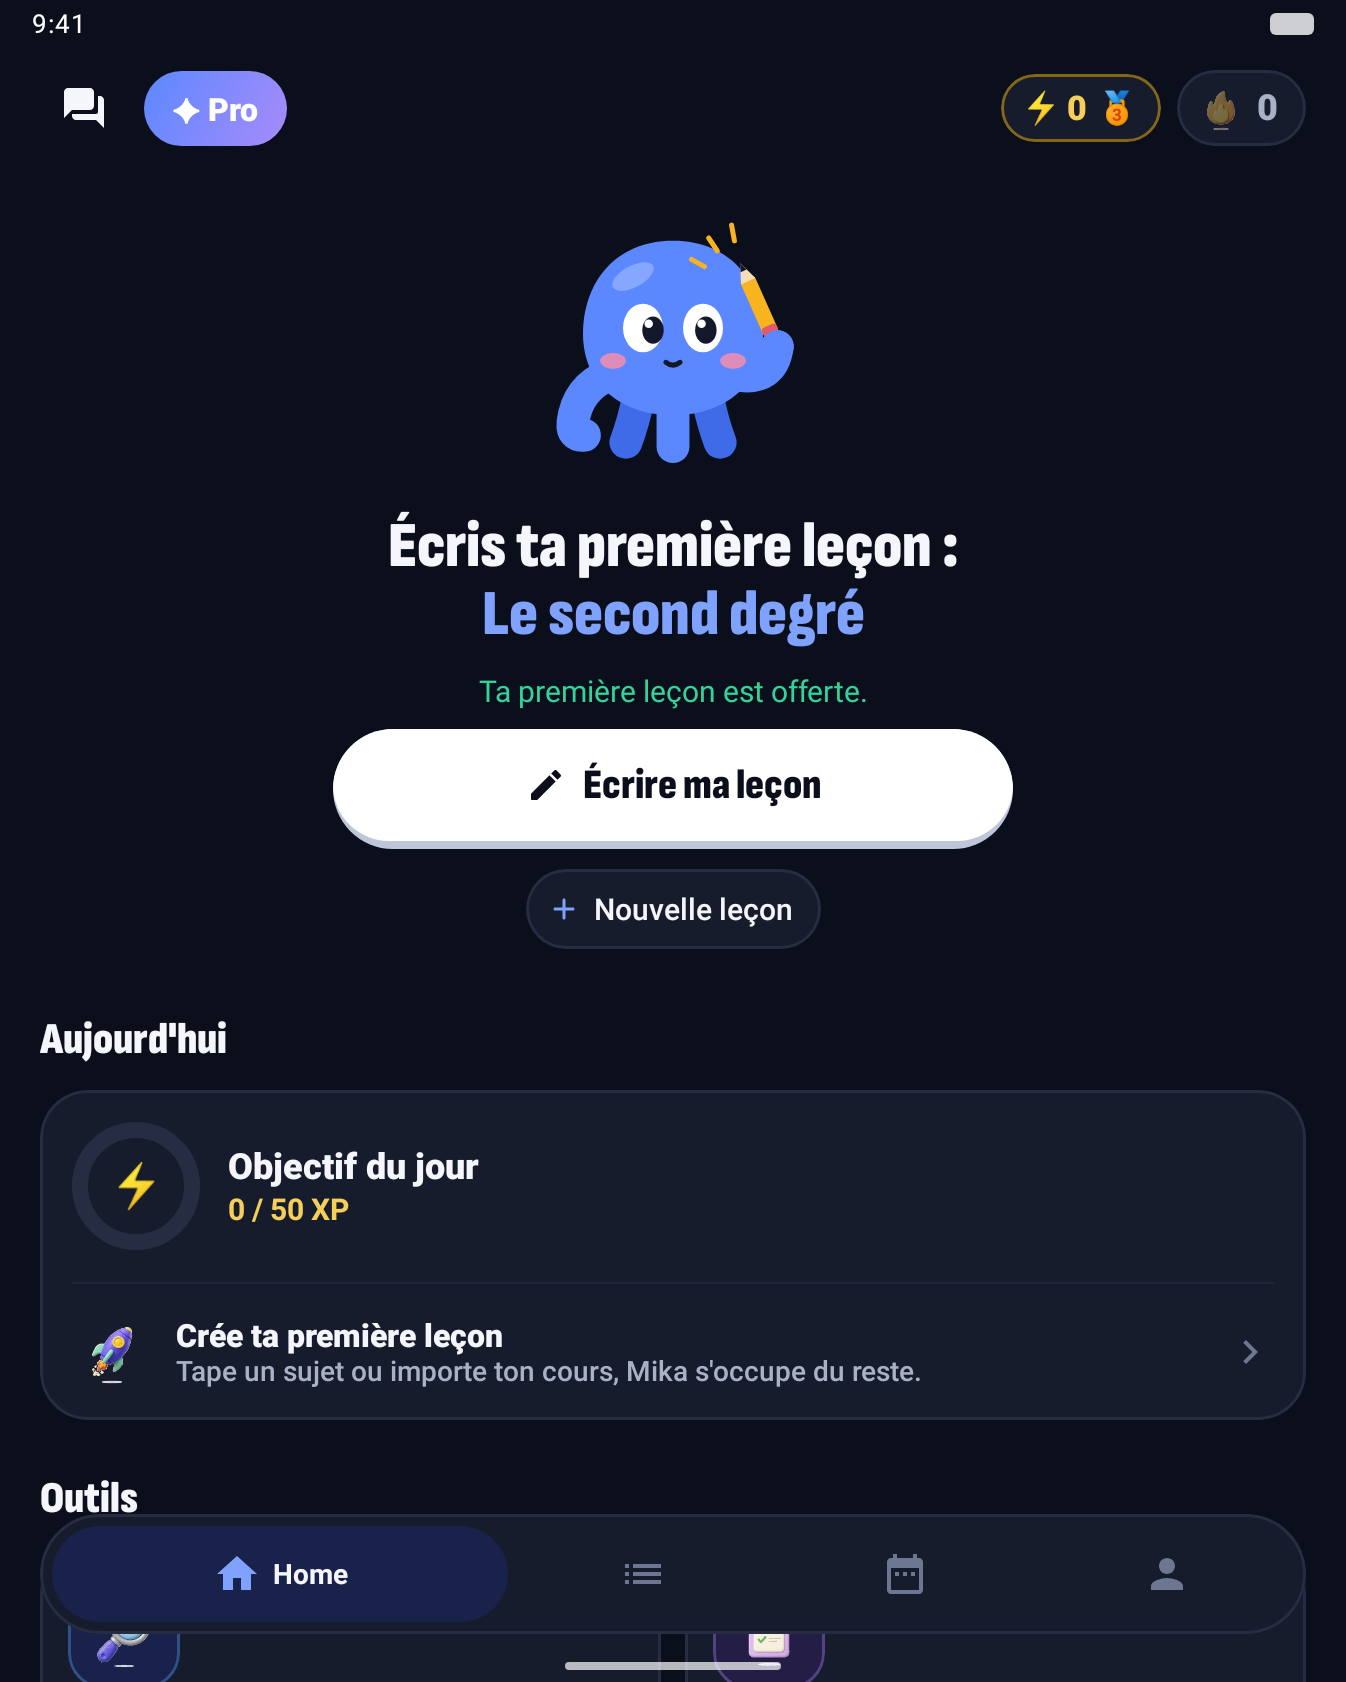 9:41
Pro
0
3
0
Écris ta première leçon :
Le second degré
Ta première leçon est offerte.
Écrire ma leçon
Nouvelle leçon
Aujourd'hui
Objectif du jour
0 / 50 XP
Crée ta première leçon
Tape un sujet ou importe ton cours, Mika s'occupe du reste.
Outils
Home